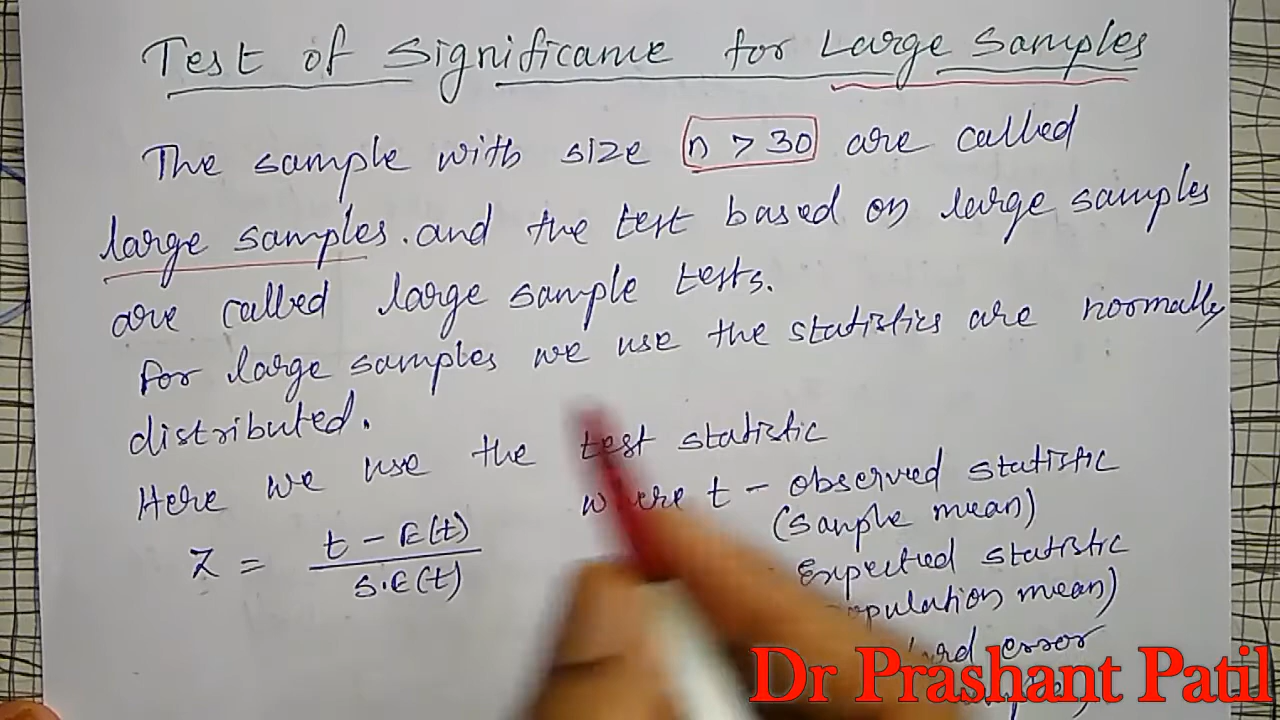 Test of Significance for Large Samples
The sample with size n > 30 are called
large samples. and the test based on large samples
are called large sample tests.
For large samples we use the statistics are normally
distributed.
Here we use the test statistic
Z = t - E(t) / S.E(t)
where t - observed statistic
(sample mean)
Expected statistic
population mean)
error
Dr Prashant Patil